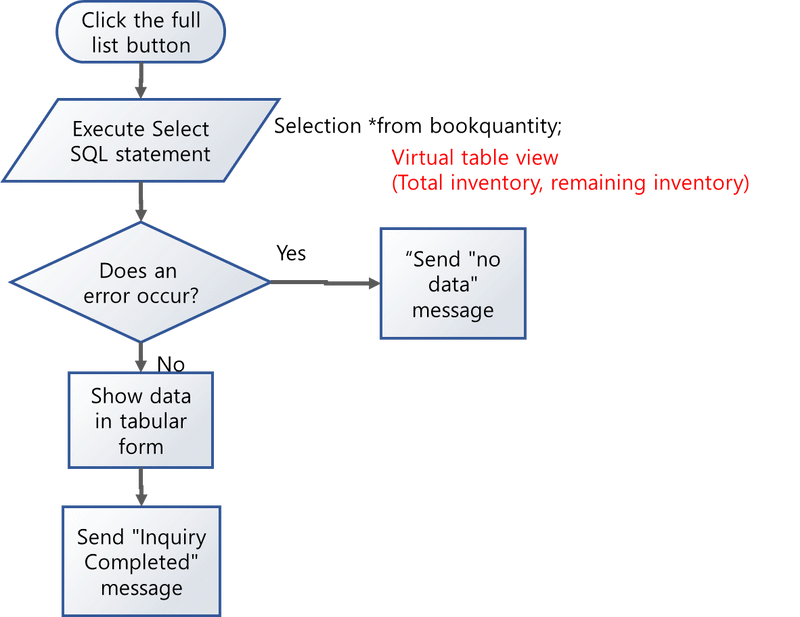 Click the full
list button
Execute Select
SQL statement
Selection *from bookquantity;
Virtual table view
(Total inventory, remaining inventory)
Does an
error occur?
Yes
“Send "no
data"
message
No
Show data
in tabular
form
Send "Inquiry
Completed"
message